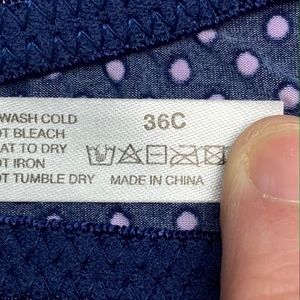 WASH COLD 36C
OT BLEACH
AT TO DRY
OT IRON
OT TUMBLE DRY MADE IN CHINA